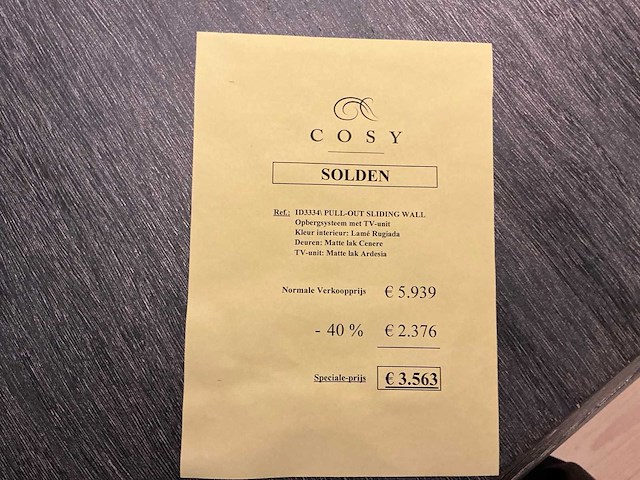 COSY
SOLDEN
Ref.: ID3334\ PULL-OUT SLIDING WALL
Opbergsysteem met TV-unit
Kleur interieur: Lamé Rugiada
Deuren: Matte lak Cenere
TV-unit: Matte lak Ardesia
Normale Verkoopprijs € 5.939
- 40 % € 2.376
Speciale-prijs € 3.563